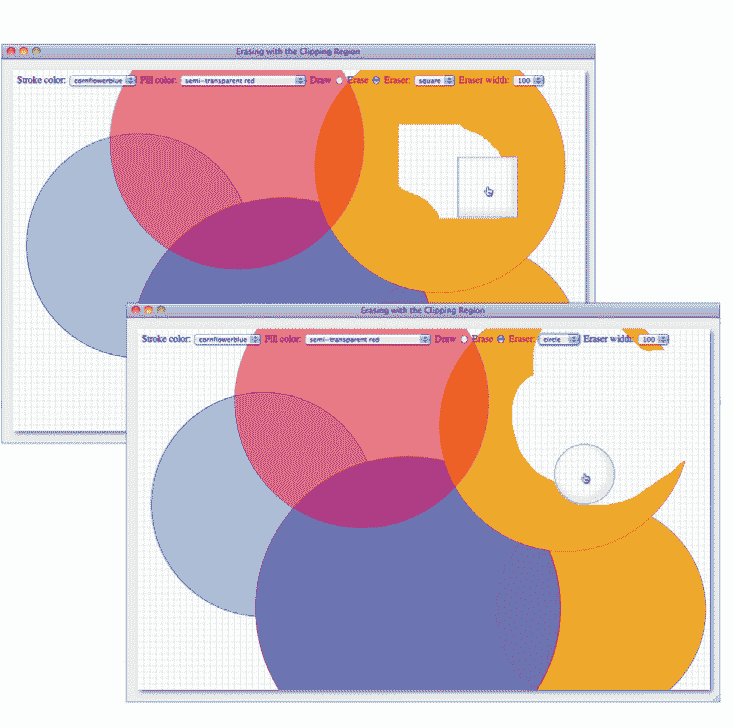 Erasing with the Clipping Region
Stroke color: cornflowerblue Fill color: semi-transparent red Draw Erase Eraser: square Eraser width: 100
Erasing with the Clipping Region
Stroke color: cornflowerblue Fill color: semi-transparent red Draw Erase Eraser: circle Eraser width: 100